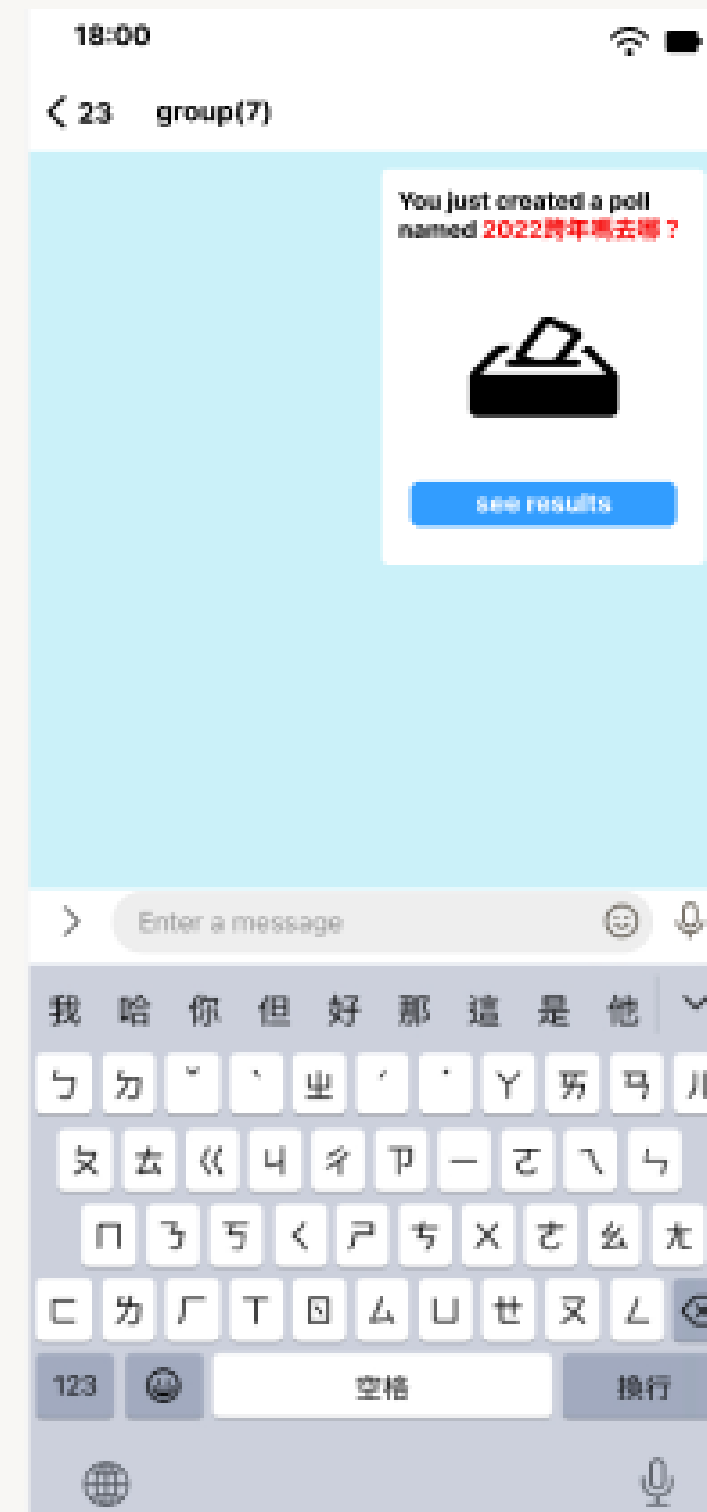 18:00
23 group(7)
You just created a poll
named 2022跨年嗎去哪？
see results
Enter a message
我 哈 你 但 好 那 這 是 他
ㄅ ㄉ ˇ ˋ ㄓ ˊ ˙ ㄚ ㄞ ㄢ ㄦ
ㄆ ㄊ ㄍ ㄐ ㄔ ㄗ ㄧ ㄛ ㄟ ㄣ
ㄇ ㄋ ㄎ ㄑ ㄕ ㄘ ㄨ ㄜ ㄠ ㄤ
ㄈ ㄌ ㄏ ㄒ ㄖ ㄙ ㄩ ㄝ ㄡ ㄥ
123 空格 換行